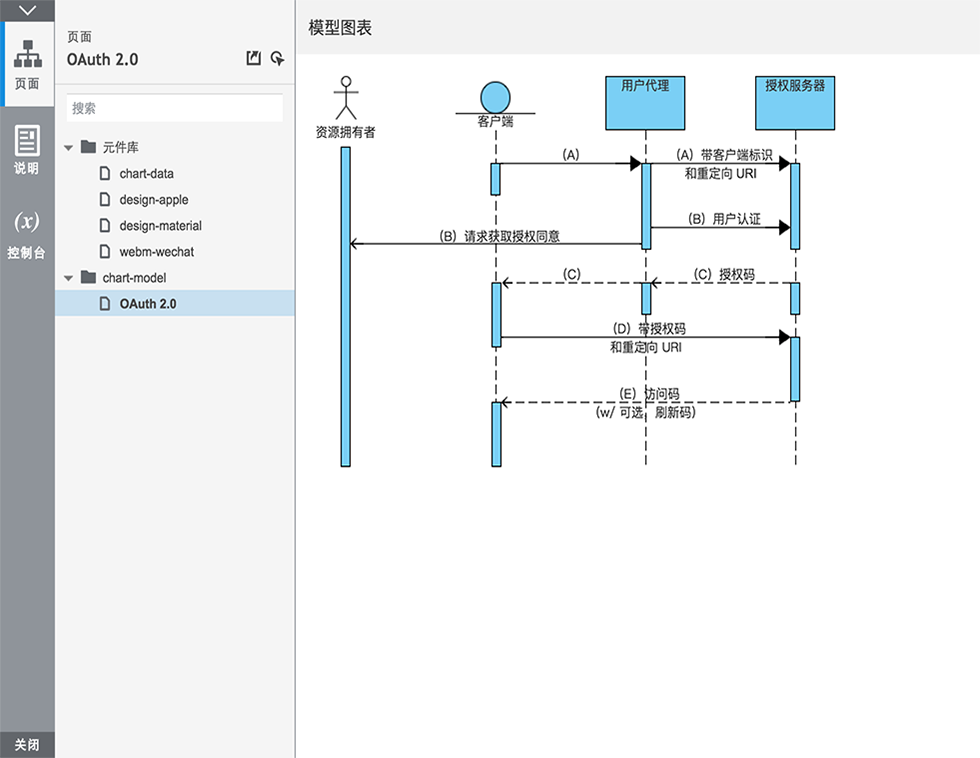 页面
说明
(x)
控制台
关闭
页面
OAuth 2.0
搜索
元件库
chart-data
design-apple
design-material
webm-wechat
chart-model
OAuth 2.0
模型图表
资源拥有者
客户端
用户代理
授权服务器
(A)
(A) 带客户端标识
和重定向 URI
(B) 用户认证
(B) 请求获取授权同意
(C)
(C) 授权码
(D) 带授权码
和重定向 URI
(E) 访问码
(w/ 可选 刷新码)